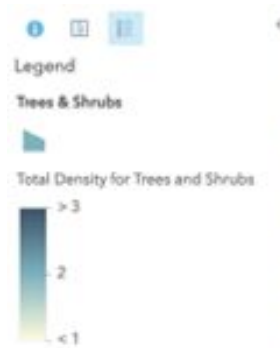 Legend
Trees & Shrubs
Total Density for Trees and Shrubs
> 3
2
< 1